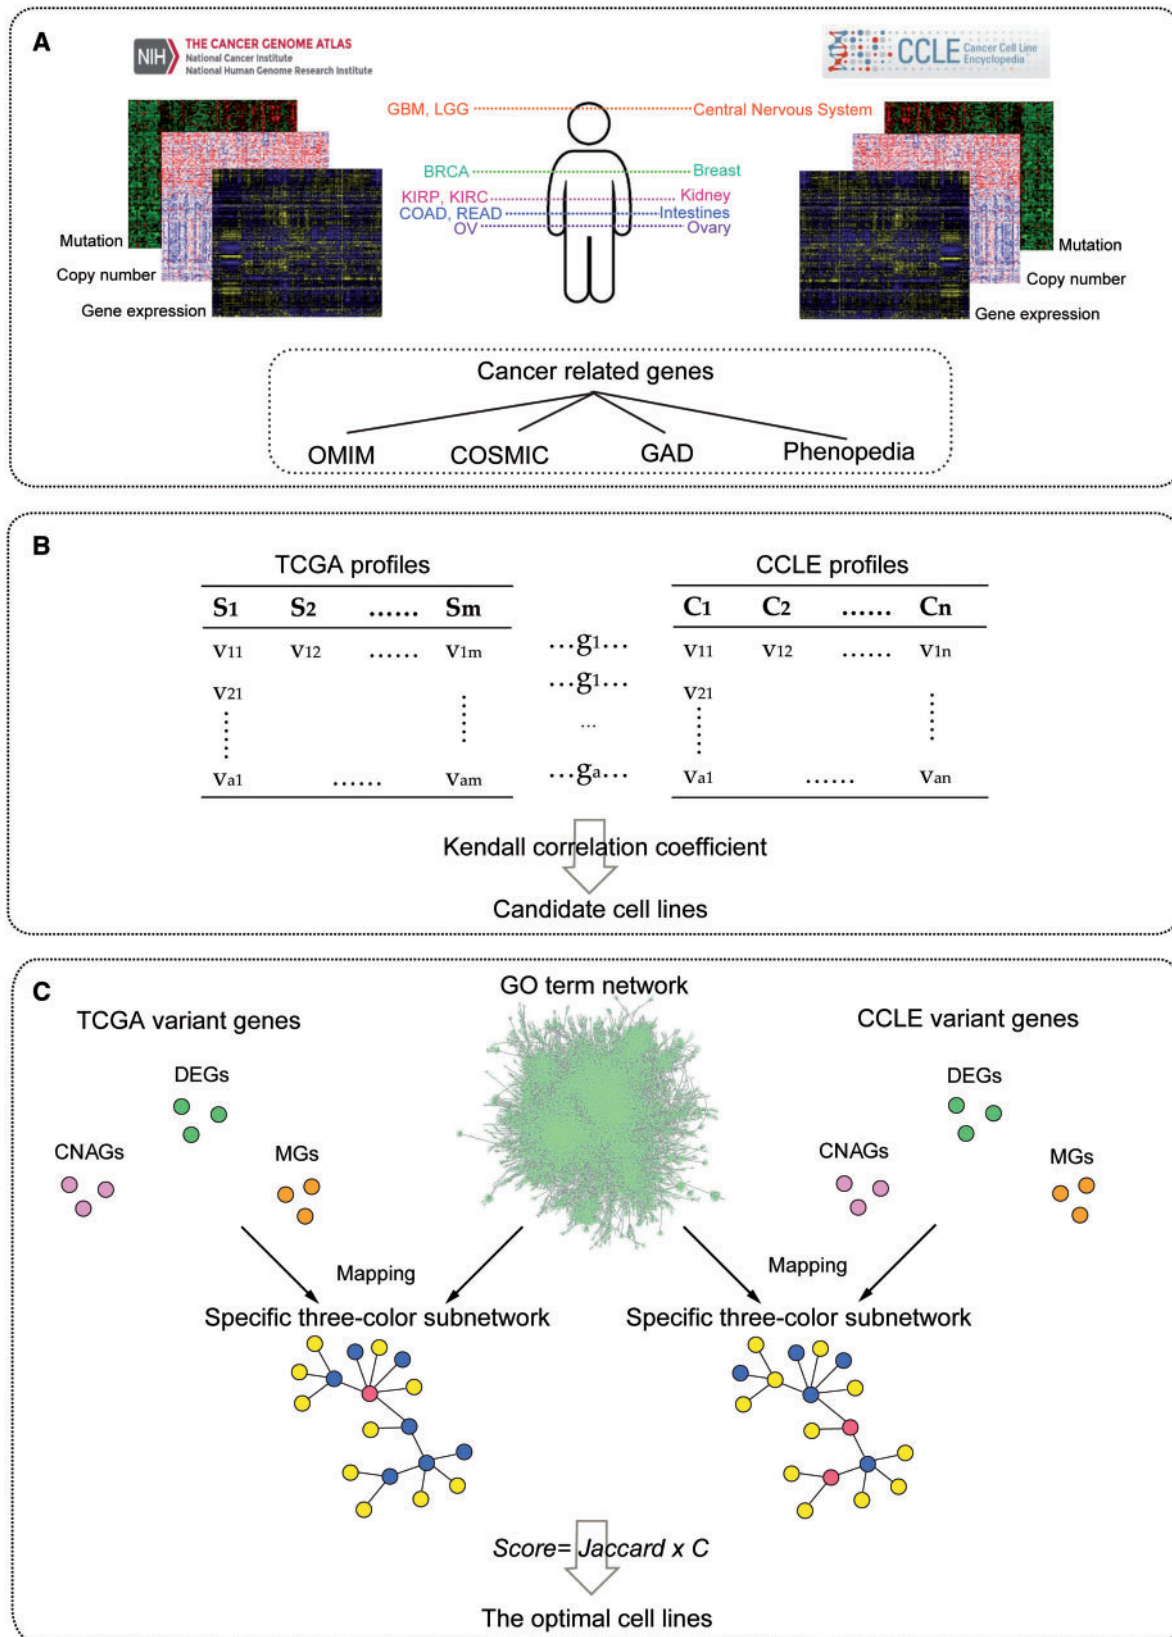 A
NIH THE CANCER GENOME ATLAS
National Cancer Institute
National Human Genome Research Institute
CCLE Cancer Cell Line
Encyclopedia
GBM, LGG Central Nervous System
BRCA Breast
KIRP, KIRC Kidney
COAD, READ Intestines
OV Ovary
Mutation
Copy number
Gene expression
Mutation
Copy number
Gene expression
Cancer related genes
OMIM COSMIC GAD Phenopedia
B
TCGA profiles CCLE profiles
S1 S2 ...... Sm C1 C2 ...... Cn
v11 v12 ...... v1m ...g1... v11 v12 ...... v1n
v21 ...g1... v21
...
va1 ...... vam ...ga... va1 ...... van
Kendall correlation coefficient
Candidate cell lines
C
GO term network
TCGA variant genes CCLE variant genes
DEGs DEGs
CNAGs MGs CNAGs MGs
Mapping Mapping
Specific three-color subnetwork Specific three-color subnetwork
Score= Jaccard x C
The optimal cell lines